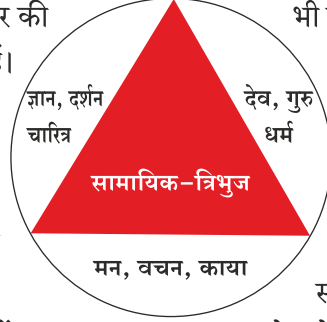 र की
भी
ज्ञान, दर्शन
चारित्र
देव, गुरु
धर्म
सामायिक-त्रिभुज
मन, वचन, काया